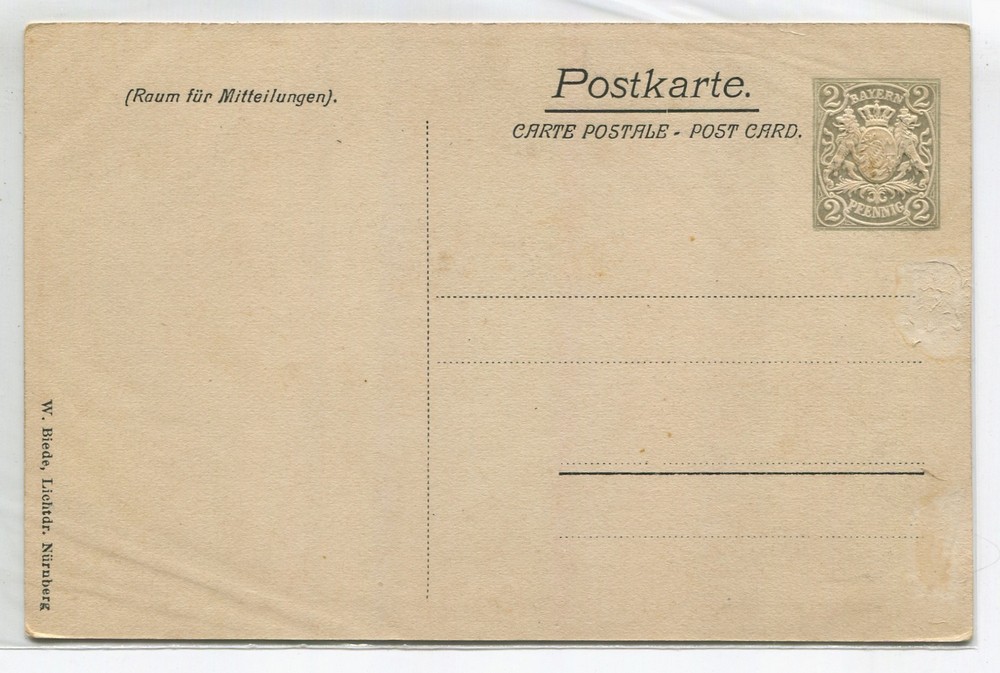 (Raum für Mitteilungen).
Postkarte.
CARTE POSTALE - POST CARD.
2 BAYERN 2
2 PFENNIG 2
W. Biede, Lichtdr. Nürnberg